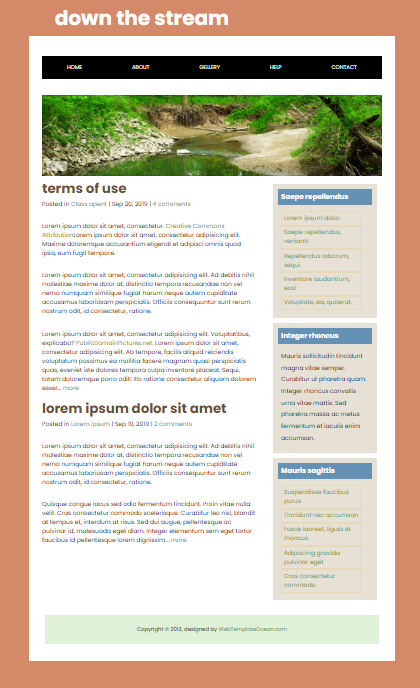 down the stream
HOME ABOUT GELLERY HELP CONTACT
terms of use
Posted in Class aperit | Sep 20, 2019 | 4 comments
Lorem ipsum dolor sit amet, consectetur. Creative Commons
AttributionLorem ipsum dolor sit amet, consectetur adipisicing elit.
Maxime doloremque accusantium eligendi et adipisci omnis quod
ipsa, eum fugit tempore.
Lorem ipsum dolor sit amet, consectetur adipisicing elit. Ad debitis nihil
molestiae maxime dolor at, distinctio tempora recusandae non vel
nemo numquam similique fugiat harum neque autem cupiditate
accusamus laboriosam perspiciatis. Officiis consequuntur sunt rerum
nostrum odit, id consectetur, ratione.
Lorem ipsum dolor sit amet, consectetur adipisicing elit. Voluptatibus,
explicabo? PublicDomainPictures.net. Lorem ipsum dolor sit amet,
consectetur adipisicing elit. Ab tempore, facilis aliquid reiciendis
voluptatum possimus ea mollitia facere magnam quasi perspiciatis
quas, eveniet iste dolores tempora culpa inventore placeat. Sequi,
totam doloremque porro odit! Illo ratione consectetur aliquam dolorem
esse!... more
lorem ipsum dolor sit amet
Posted in Lorem ipsum | Sep 19, 2019 | 2 comments
Lorem ipsum dolor sit amet, consectetur adipisicing elit. Ad debitis nihil
molestiae maxime dolor at, distinctio tempora recusandae non vel
nemo numquam similique fugiat harum neque autem cupiditate
accusamus laboriosam perspiciatis. Officiis consequuntur sunt rerum
nostrum odit, id consectetur, ratione.
Quisque congue lacus sed odio fermentum tincidunt. Proin vitae nulla
velit. Cras consectetur commodo scelerisque. Curabitur leo nisl, blandit
at tempus et, interdum at risus. Sed dui augue, pellentesque ac
pulvinar id, malesuada eget diam. Integer elementum sem eget tortor
faucibus id pellentesque lorem dignissim... more
Saepe repellendus
Lorem ipsum dolor.
Saepe repellendus,
veniam!
Repellendus laborum,
sequi.
Inventore laudantium,
eos!
Voluptate, ea, quaerat.
Integer rhoncus
Mauris sollicitudin tincidunt
magna vitae semper.
Curabitur ut pharetra quam.
Integer rhoncus convallis
urna vitae mattis. Sed
pharetra massa ac metus
fermentum et iaculis enim
accumsan.
Mauris sagittis
Suspendisse faucibus
purus
Tincidunt nec accumsan
Fusce laoreet, ligula et
rhoncus
Adipiscing gravida
pulvinar eget
Cras consectetur
commodo
Copyright © 2012, designed by WebTemplateOcean.com